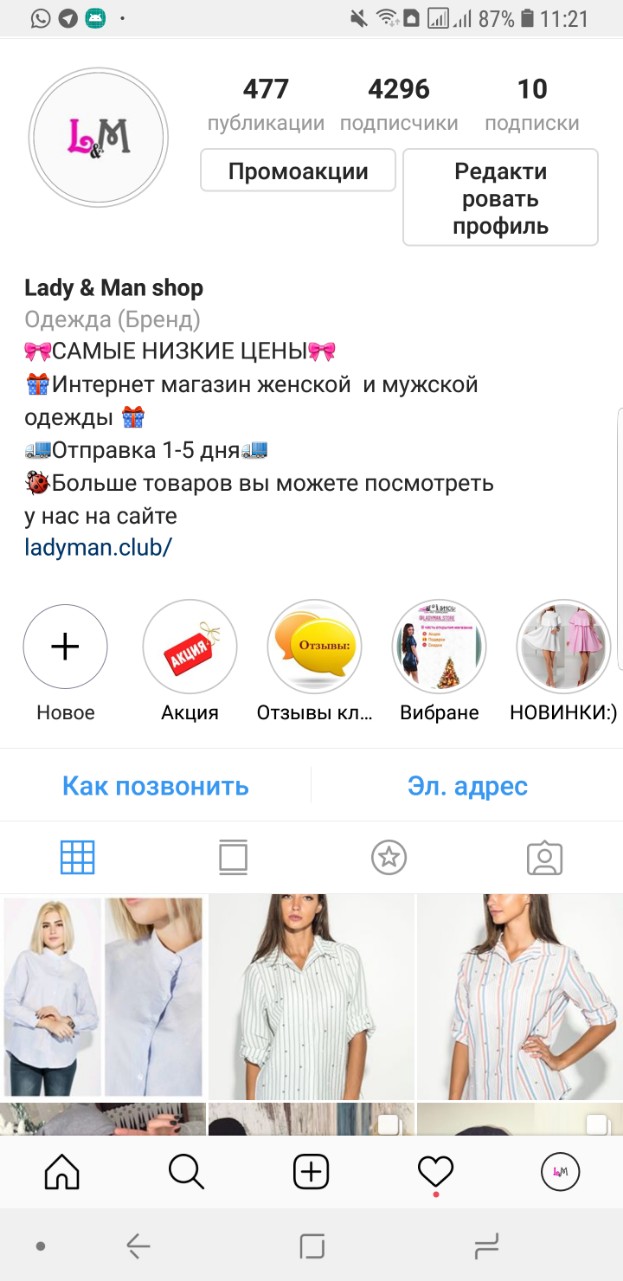 87% 11:21
L&M
477 4296 10
публикации подписчики подписки
Промоакции
Редакти
ровать
профиль
Lady & Man shop
Одежда (Бренд)
🎀САМЫЕ НИЗКИЕ ЦЕНЫ🎀
🎁Интернет магазин женской и мужской
одежды 🎁
🚚Отправка 1-5 дня🚚
🐞Больше товаров вы можете посмотреть
у нас на сайте
ladyman.club/
АКЦИЯ
Отзывы:
Новое Акция Отзывы кл... Вибране НОВИНКИ:)
Как позвонить Эл. адрес
L&M